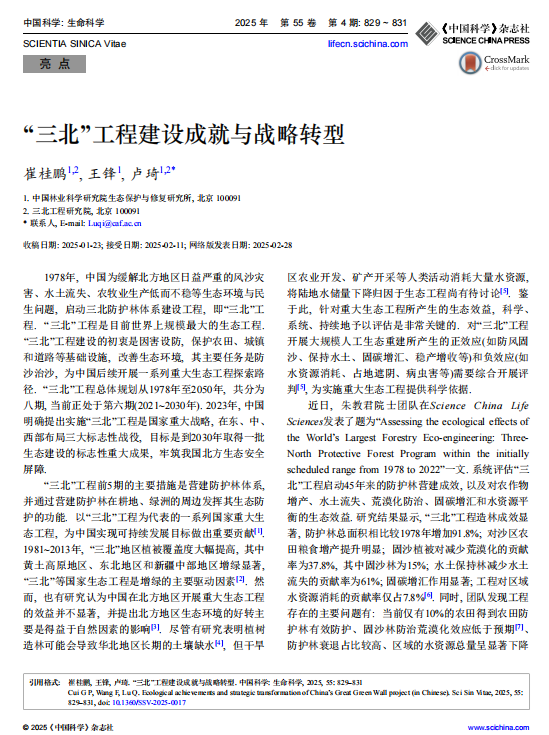 中国科学: 生命科学
2025 年 第 55 卷 第 4 期: 829 ~ 831
SCIENTIA SINICA Vitae
lifecn.scichina.com
《中国科学》杂志社
SCIENCE CHINA PRESS
亮 点
CrossMark
click for updates
“三北”工程建设成就与战略转型
崔桂鹏1,2, 王锋1, 卢琦1,2*
1. 中国林业科学研究院生态保护与修复研究所, 北京 100091
2. 三北工程研究院, 北京 100091
* 联系人, E-mail: Luqi@caf.ac.cn
收稿日期: 2025-01-23; 接受日期: 2025-02-11; 网络版发表日期: 2025-02-28
1978年, 中国为缓解北方地区日益严重的风沙灾
害、水土流失、农牧业生产低而不稳等生态环境与民
生问题, 启动三北防护林体系建设工程, 即“三北”工
程. “三北”工程是目前世界上规模最大的生态工程.
“三北”工程建设的初衷是因害设防, 保护农田、城镇
和道路等基础设施, 改善生态环境, 其主要任务是防
沙治沙, 为中国后续开展一系列重大生态工程探索路
径. “三北”工程总体规划从1978年至2050年, 共分为
八期, 当前正处于第六期(2021~2030年). 2023年, 中国
明确提出实施“三北”工程是国家重大战略, 在东、中、
西部布局三大标志性战役, 目标是到2030年取得一批
生态建设的标志性重大成果, 牢筑我国北方生态安全
屏障.
“三北”工程前5期的主要措施是营建防护林体系,
并通过营建防护林在耕地、绿洲的周边发挥其生态防
护的功能. 以“三北”工程为代表的一系列国家重大生
态工程, 为中国实现可持续发展目标做出重要贡献[1].
1981~2013年, “三北”地区植被覆盖度大幅提高, 其中
黄土高原地区、东北地区和新疆中部地区增绿显著,
“三北”等国家生态工程是增绿的主要驱动因素[2]. 然
而, 也有研究认为中国在北方地区开展重大生态工程
的效益并不显著, 并提出北方地区生态环境的好转主
要是得益于自然因素的影响[3]. 尽管有研究表明植树
造林可能会导致华北地区长期的土壤缺水[4], 但干旱
区农业开发、矿产开采等人类活动消耗大量水资源,
将陆地水储量下降归因于生态工程尚有待讨论[5]. 鉴
于此, 针对重大生态工程所产生的生态效益, 科学、系
统、持续地予以评估是非常关键的. 对“三北”工程
开展大规模人工生态重建所产生的正效应(如防风固
沙、保持水土、固碳增汇、稳产增收等)和负效应(如
水资源消耗、占地遮阴、病虫害等)需要综合开展评
判[5], 为实施重大生态工程提供科学依据.
近日, 朱教君院士团队在Science China Life
Sciences发表了题为“Assessing the ecological effects of
the World’s Largest Forestry Eco-engineering: Three-
North Protective Forest Program within the initially
scheduled range from 1978 to 2022”一文. 系统评估“三
北”工程启动45年来的防护林营建成效, 以及对农作物
增产、水土流失、荒漠化防治、固碳增汇和水资源平
衡的生态效益. 研究结果显示, “三北”工程造林成效显
著, 防护林总面积相比较1978年增加91.8%; 对沙区农
田粮食增产提升明显; 固沙植被对减少荒漠化的贡献
率为37.8%, 其中固沙林为15%; 水土保持林减少水土
流失的贡献率为61%; 固碳增汇作用显著; 工程对区域
水资源消耗的贡献率仅占7.8%[6]. 同时, 团队发现工程
存在的主要问题有: 当前仅有10%的农田得到农田防
护林有效防护、固沙林防治荒漠化效应低于预期[7]、
防护林衰退占比较高、区域的水资源总量呈显著下降
引用格式: 崔桂鹏, 王锋, 卢琦. “三北”工程建设成就与战略转型. 中国科学: 生命科学, 2025, 55: 829–831
Cui G P, Wang F, Lu Q. Ecological achievements and strategic transformation of China’s Great Green Wall project (in Chinese). Sci Sin Vitae, 2025, 55:
829–831, doi: 10.1360/SSV-2025-0017
© 2025《中国科学》杂志社
www.scichina.com